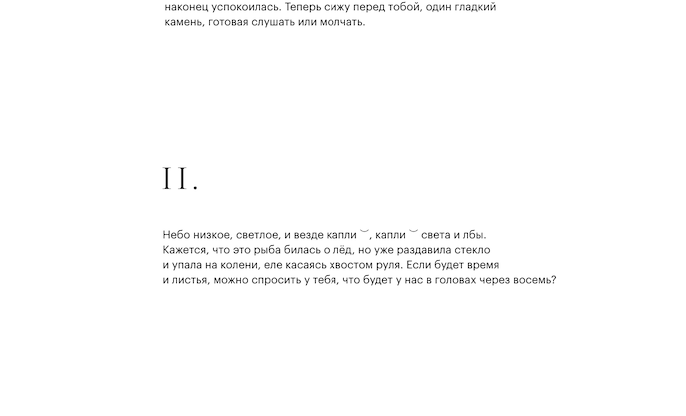 наконец успокоилась. Теперь сижу перед тобой, один гладкий
камень, готовая слушать или молчать.
II.
Небо низкое, светлое, и везде капли ︶, капли ︶ света и лбы.
Кажется, что это рыба билась о лёд, но уже раздавила стекло
и упала на колени, еле касаясь хвостом руля. Если будет время
и листья, можно спросить у тебя, что будет у нас в головах через восемь?